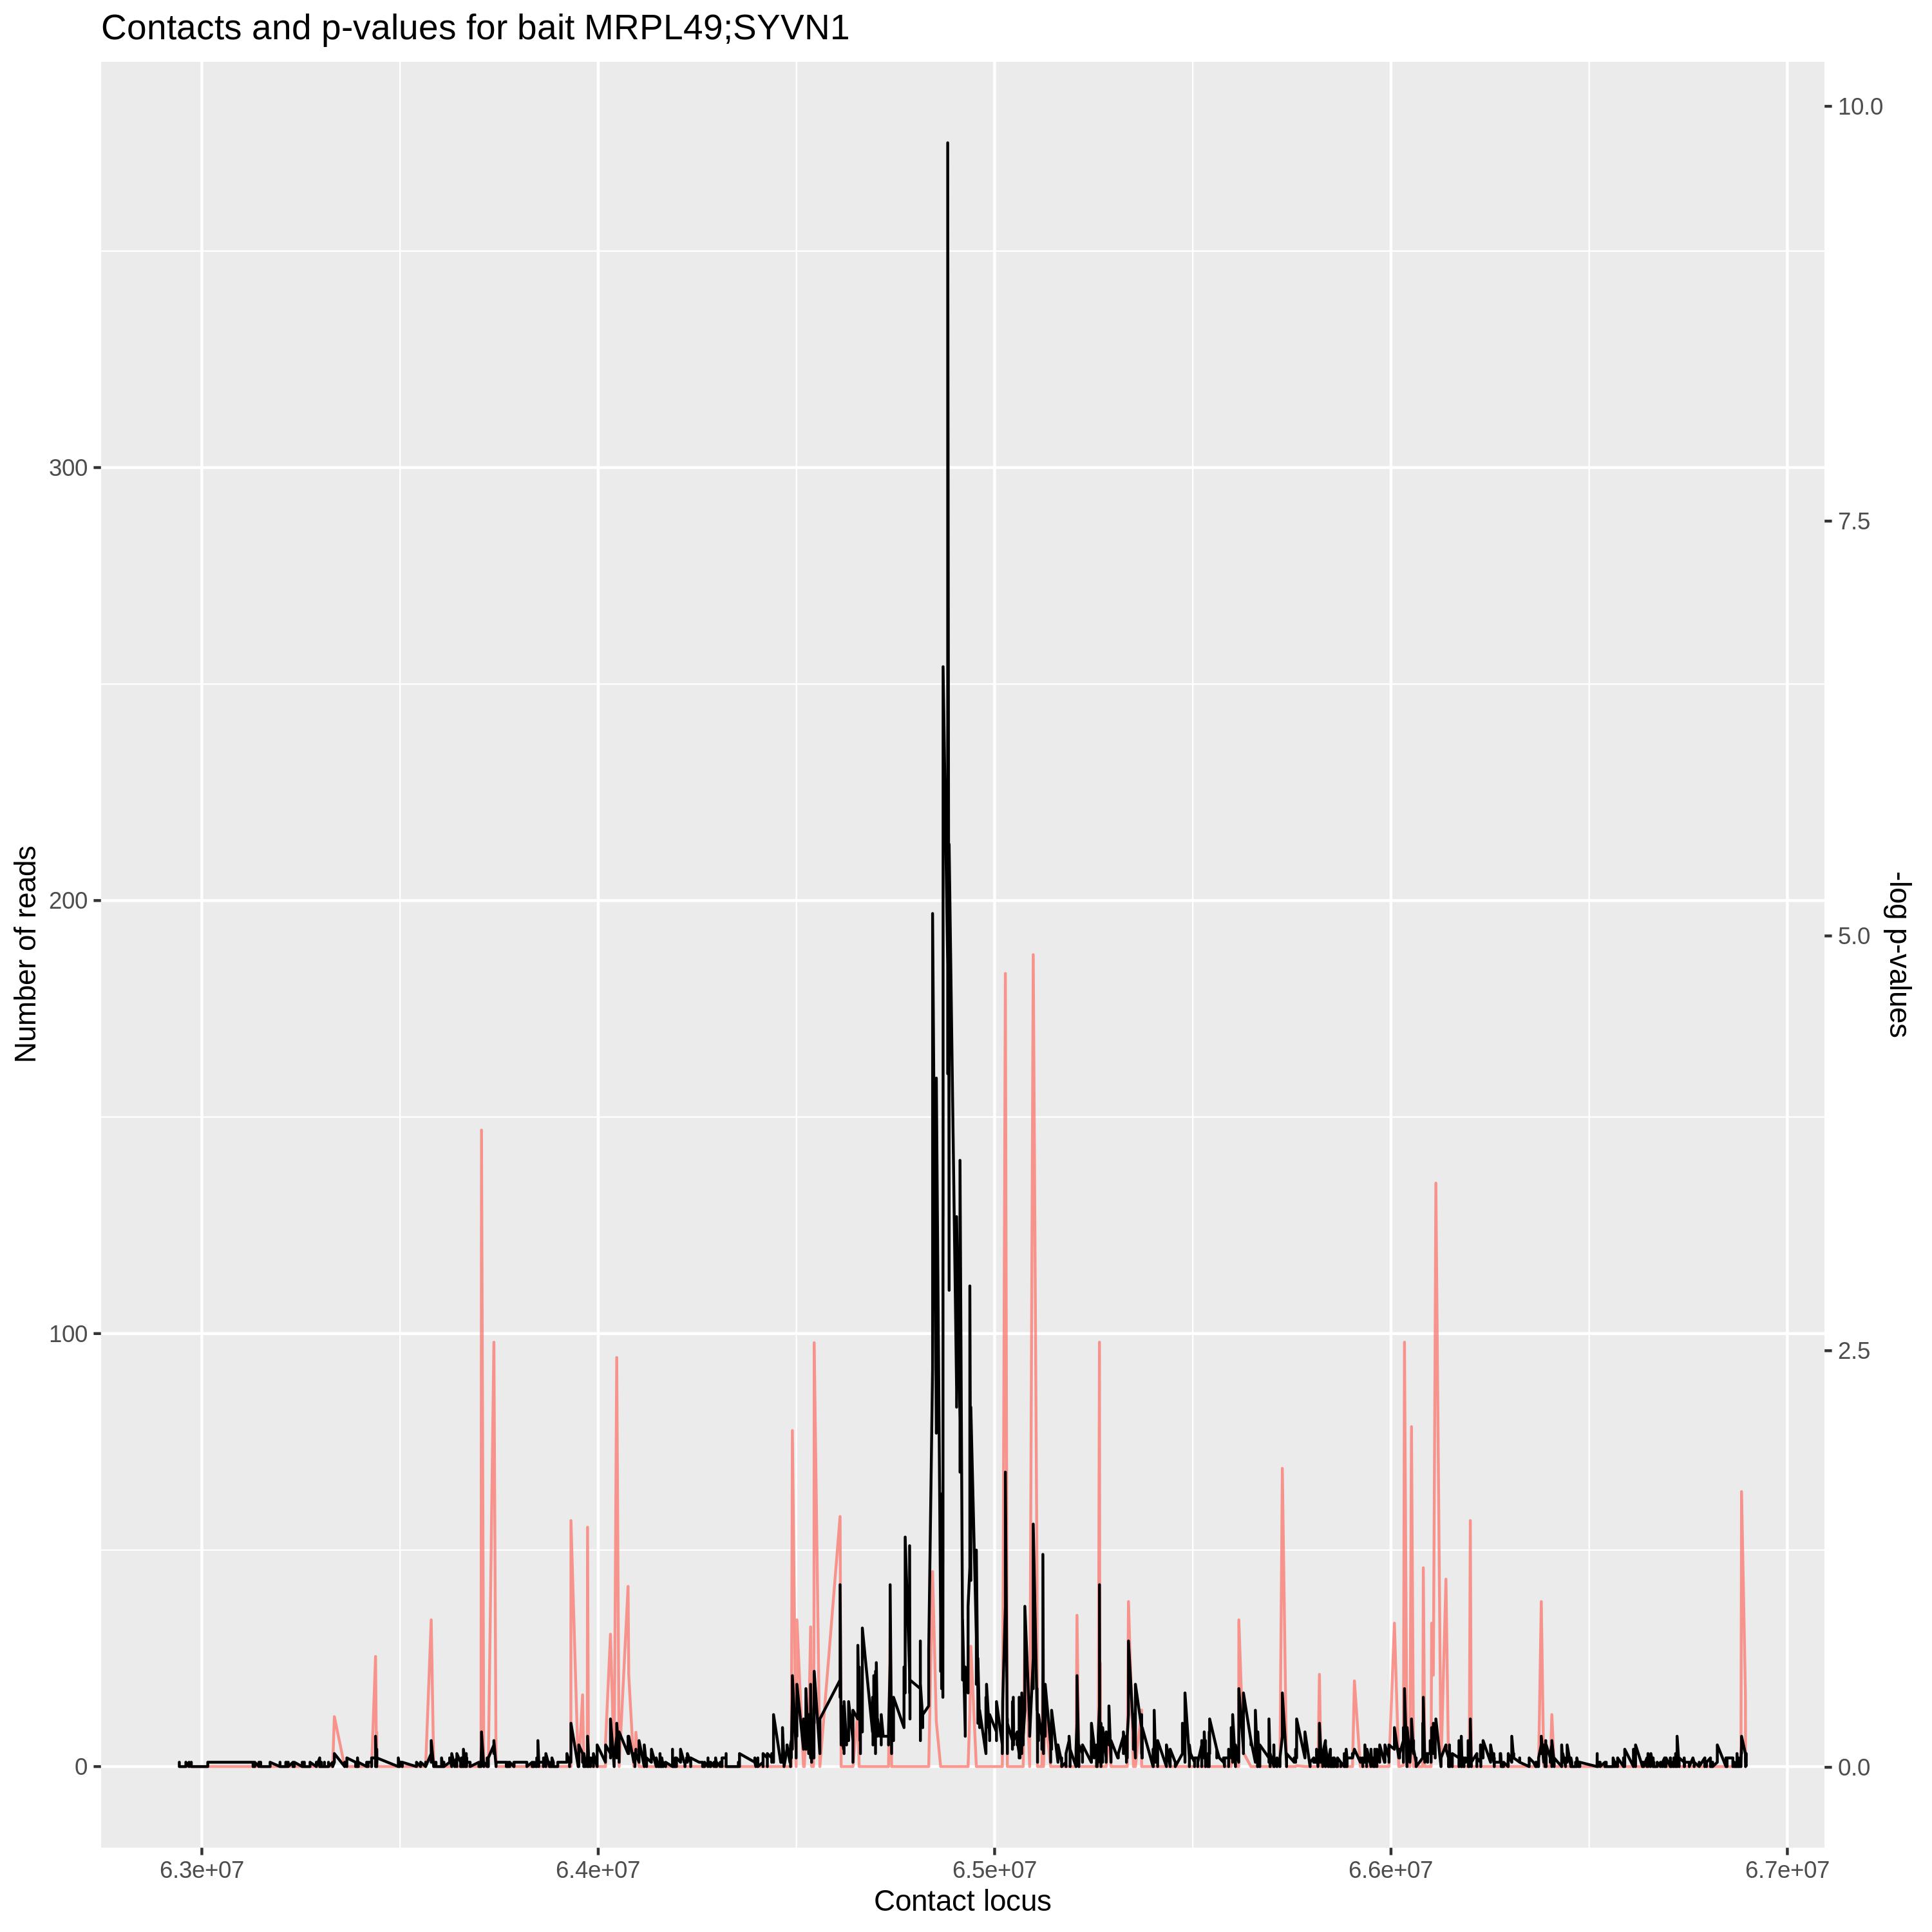 Contacts and p-values for bait MRPL49;SYVN1
Number of reads
300
200
100
0
10.0
7.5
5.0
2.5
0.0
-log p-values
6.3e+07
6.4e+07
6.5e+07
6.6e+07
6.7e+07
Contact locus